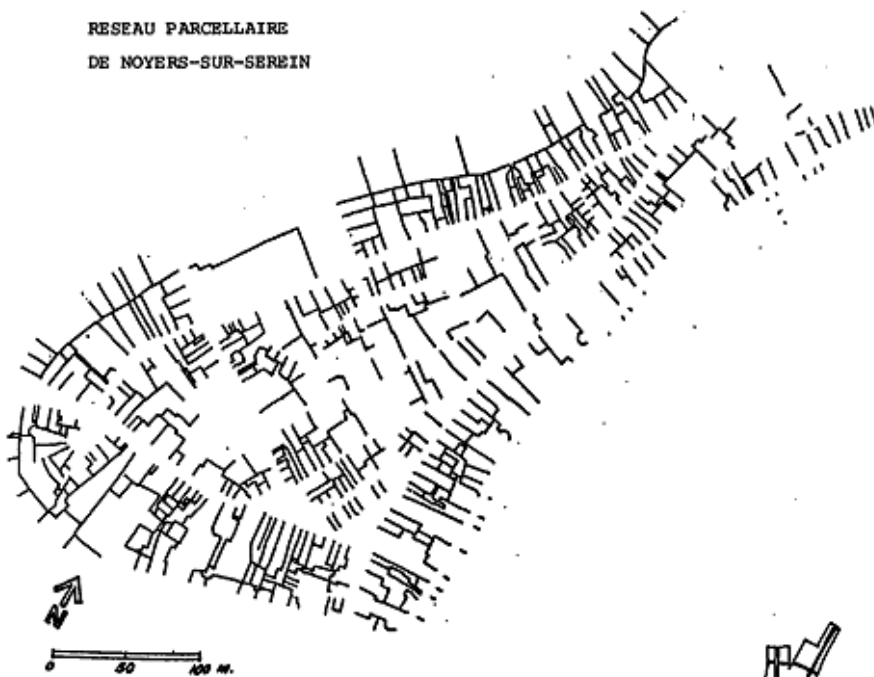 RESEAU PARCELLAIRE
DE NOYERS-SUR-SEREIN
N
0 50 100 M.